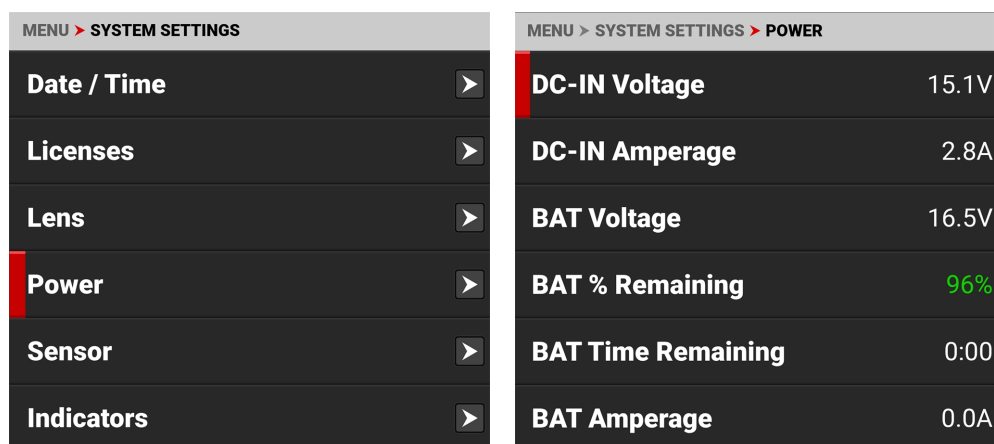 MENU > SYSTEM SETTINGS
Date / Time
Licenses
Lens
Power
Sensor
Indicators
MENU > SYSTEM SETTINGS > POWER
DC-IN Voltage 15.1V
DC-IN Amperage 2.8A
BAT Voltage 16.5V
BAT % Remaining 96%
BAT Time Remaining 0:00
BAT Amperage 0.0A